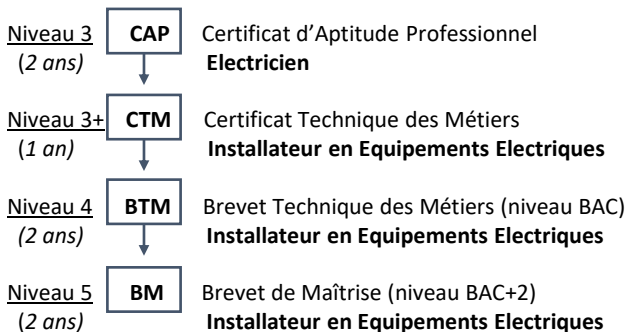 Niveau 3 CAP Certificat d’Aptitude Professionnel
(2 ans) Electricien
Niveau 3+ CTM Certificat Technique des Métiers
(1 an) Installateur en Equipements Electriques
Niveau 4 BTM Brevet Technique des Métiers (niveau BAC)
(2 ans) Installateur en Equipements Electriques
Niveau 5 BM Brevet de Maîtrise (niveau BAC+2)
(2 ans) Installateur en Equipements Electriques